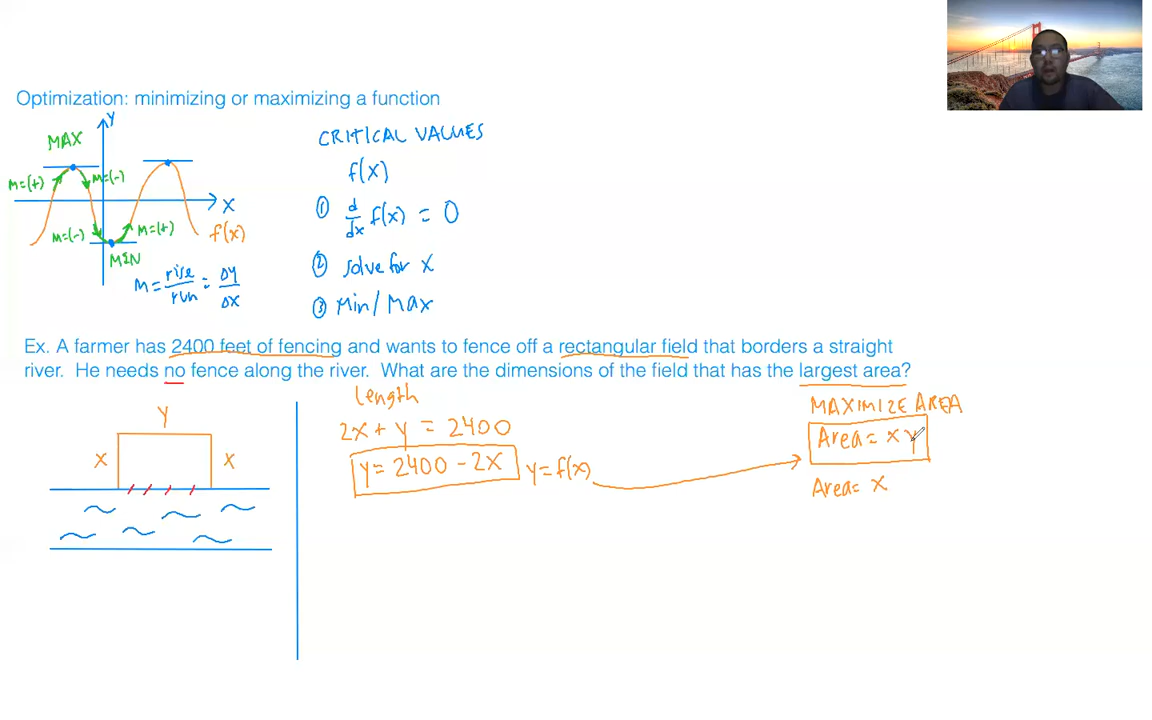 Optimization: minimizing or maximizing a function
Y
MAX
M=(+)
M=(-)
X
M=(-)
M=(+)
f(x)
MIN
M = rise/run = ΔY/ΔX
CRITICAL VALUES
f(x)
① d/dx f(x) = 0
② solve for X
③ Min/Max
Ex. A farmer has 2400 feet of fencing and wants to fence off a rectangular field that borders a straight
river. He needs no fence along the river. What are the dimensions of the field that has the largest area?
Y
X
X
length
2X + Y = 2400
Y = 2400 - 2X
Y = f(x)
MAXIMIZE AREA
Area = X Y
Area = X